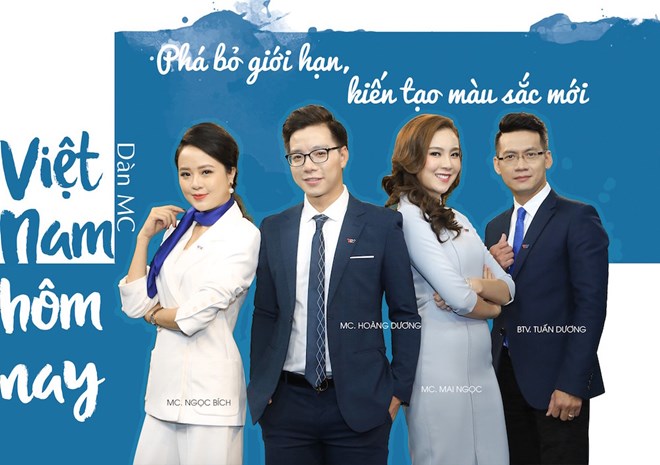 Phá bỏ giới hạn,
kiến tạo màu sắc mới
Việt
Nam
hôm
nay
Dàn MC
MC. NGỌC BÍCH
MC. HOÀNG DƯƠNG
MC. MAI NGỌC
BTV. TUẤN DƯƠNG